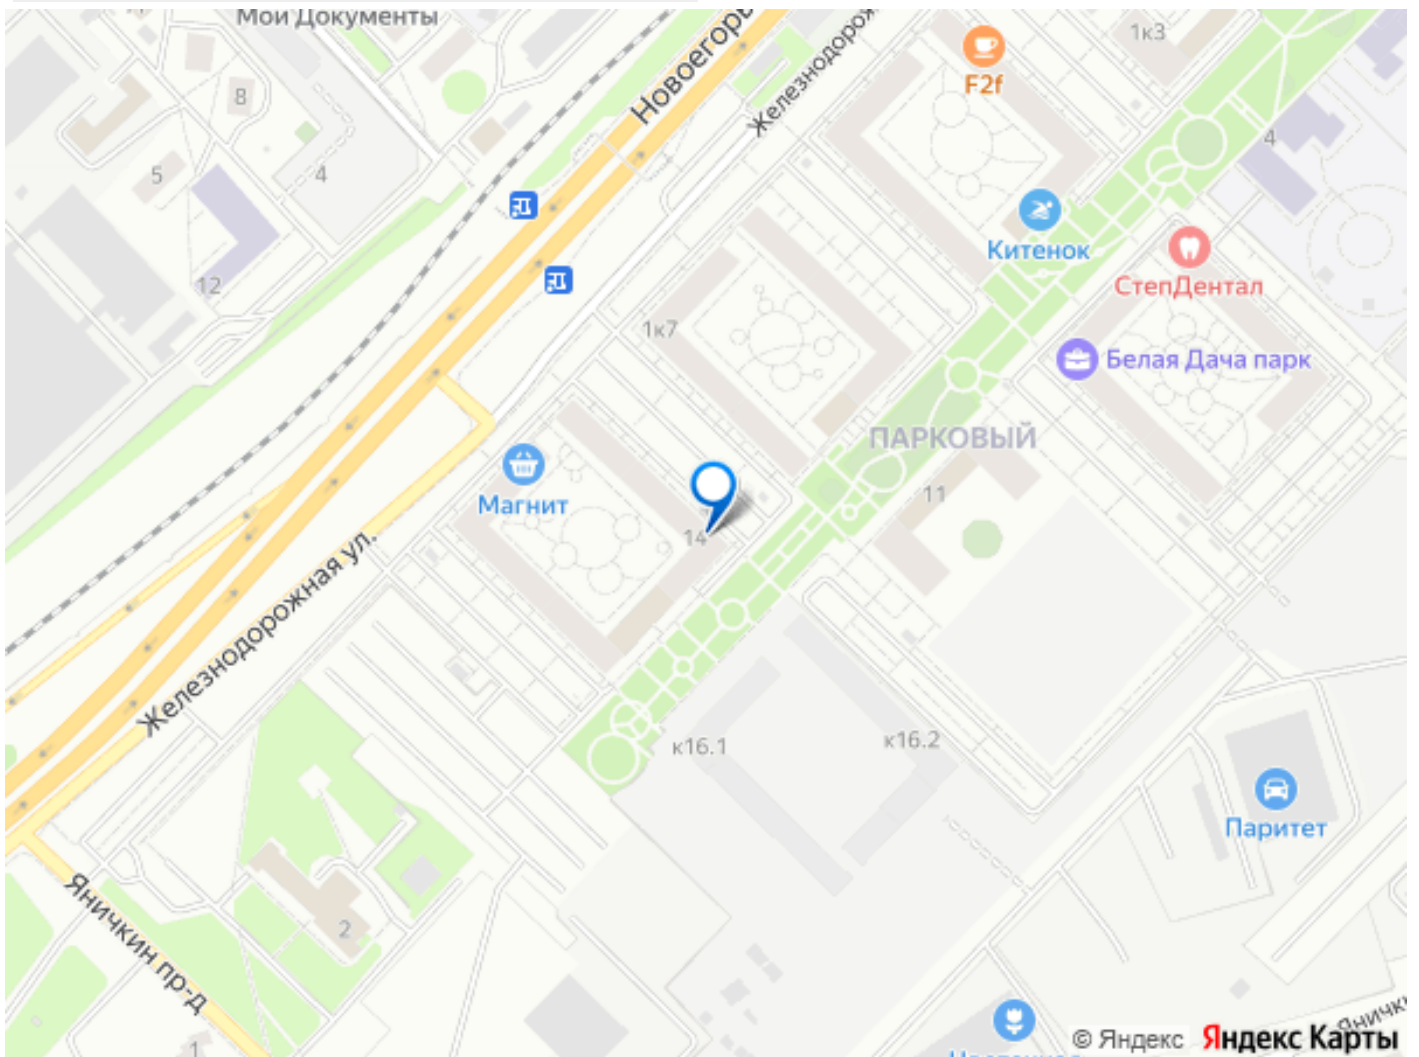 Мои Документы
1к3
Новоегорь
Железнодорож
F2f
8
4
5
4
12
Китенок
СтепДентал
1к7
Белая Дача парк
ПАРКОВЫЙ
Магнит
11
14
Железнодорожная ул.
к16.1
к16.2
Паритет
Яничкин пр-д
2
1
Яничк
© Яндекс Яндекс Карты